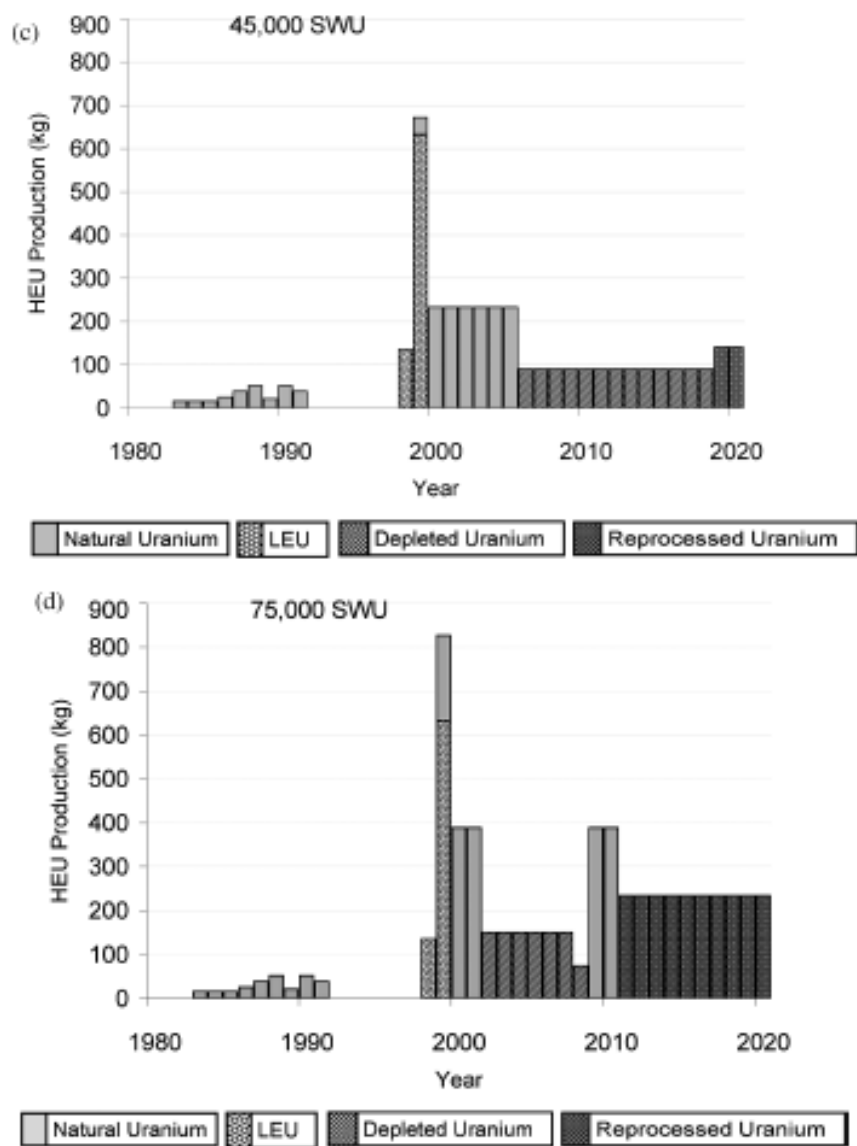 (c)
45,000 SWU
HEU Production (kg)
900
800
700
600
500
400
300
200
100
0
1980 1990 2000 2010 2020
Year
Natural Uranium LEU Depleted Uranium Reprocessed Uranium
(d)
75,000 SWU
HEU Production (kg)
900
800
700
600
500
400
300
200
100
0
1980 1990 2000 2010 2020
Year
Natural Uranium LEU Depleted Uranium Reprocessed Uranium